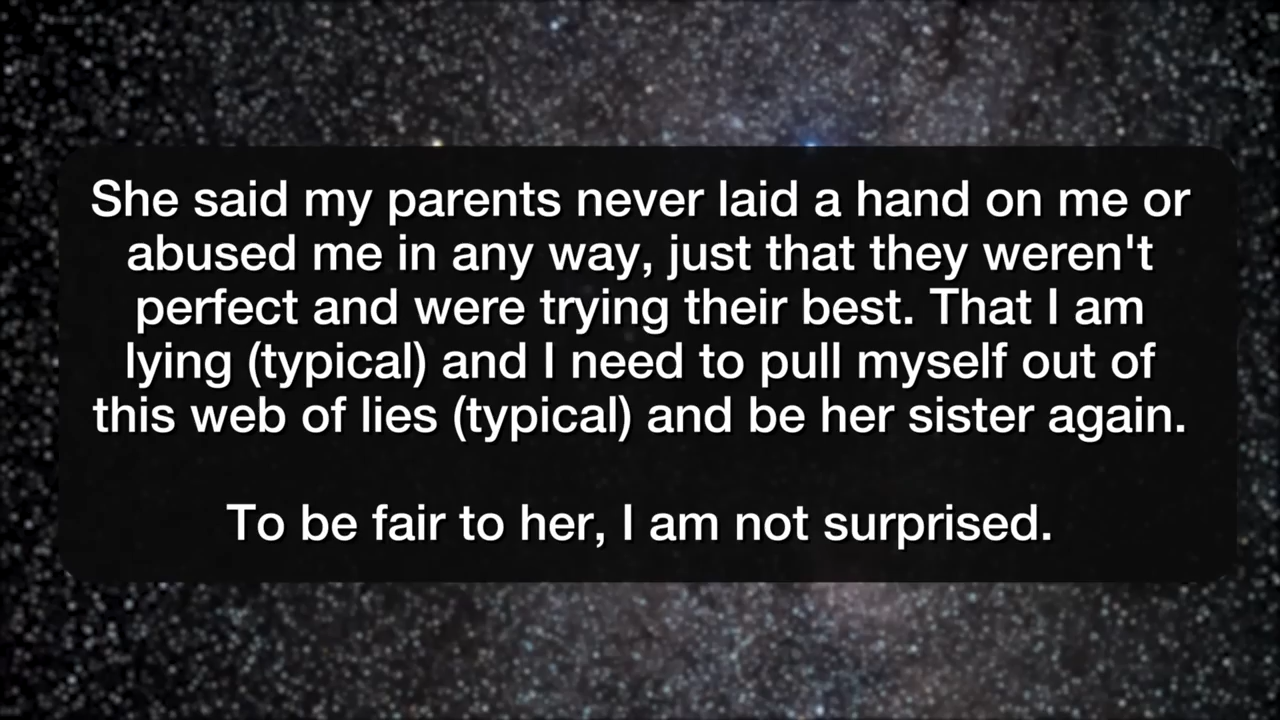 She said my parents never laid a hand on me or
abused me in any way, just that they weren't
perfect and were trying their best. That I am
lying (typical) and I need to pull myself out of
this web of lies (typical) and be her sister again.
To be fair to her, I am not surprised.